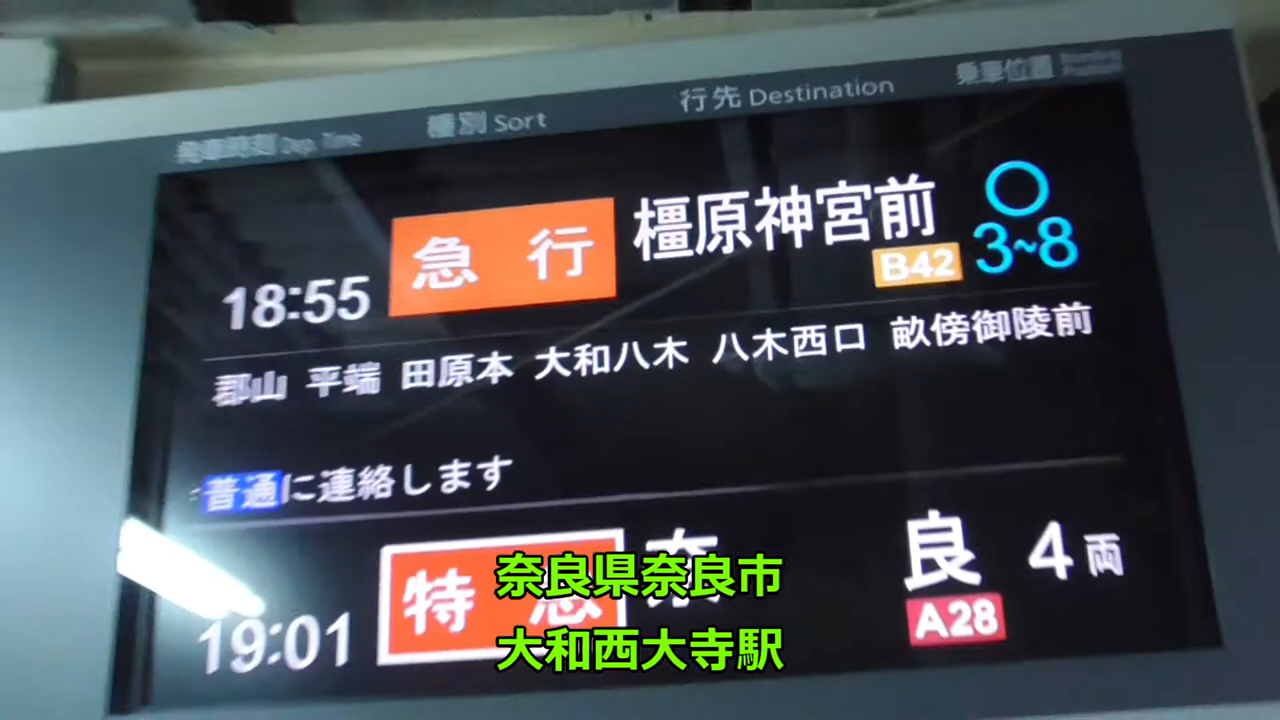 発車時刻 Dep. Time 種別 Sort 行先 Destination 乗車位置
18:55 急行 橿原神宮前 B42 ○ 3~8
郡山 平端 田原本 大和八木 八木西口 畝傍御陵前
普通に連絡します
19:01 特急 奈良 A28 4両
奈良県奈良市
大和西大寺駅